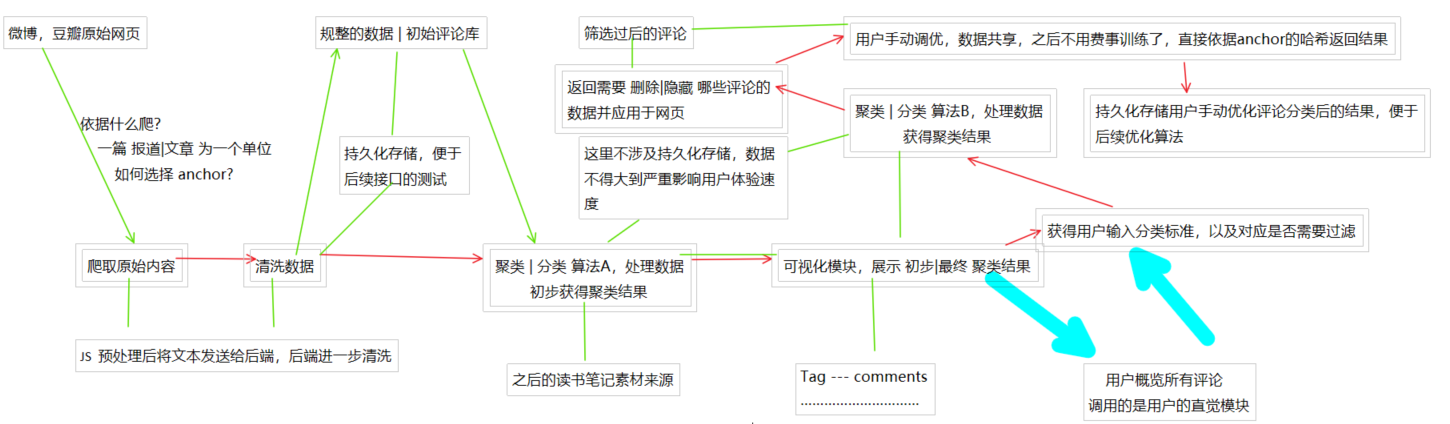 微博，豆瓣原始网页
规整的数据 | 初始评论库
筛选过后的评论
用户手动调优，数据共享，之后不用费事训练了，直接依据anchor的哈希返回结果
返回需要 删除|隐藏 哪些评论的
数据并应用于网页
聚类 | 分类 算法B，处理数据
获得聚类结果
持久化存储用户手动优化评论分类后的结果，便于
后续优化算法
依据什么爬？
一篇 报道|文章 为一个单位
如何选择 anchor？
持久化存储，便于
后续接口的测试
这里不涉及持久化存储，数据
不得大到严重影响用户体验速
度
获得用户输入分类标准，以及对应是否需要过滤
爬取原始内容
清洗数据
聚类 | 分类 算法A，处理数据
初步获得聚类结果
可视化模块，展示 初步|最终 聚类结果
JS 预处理后将文本发送给后端，后端进一步清洗
之后的读书笔记素材来源
Tag --- comments
..............................
用户概览所有评论
调用的是用户的直觉模块